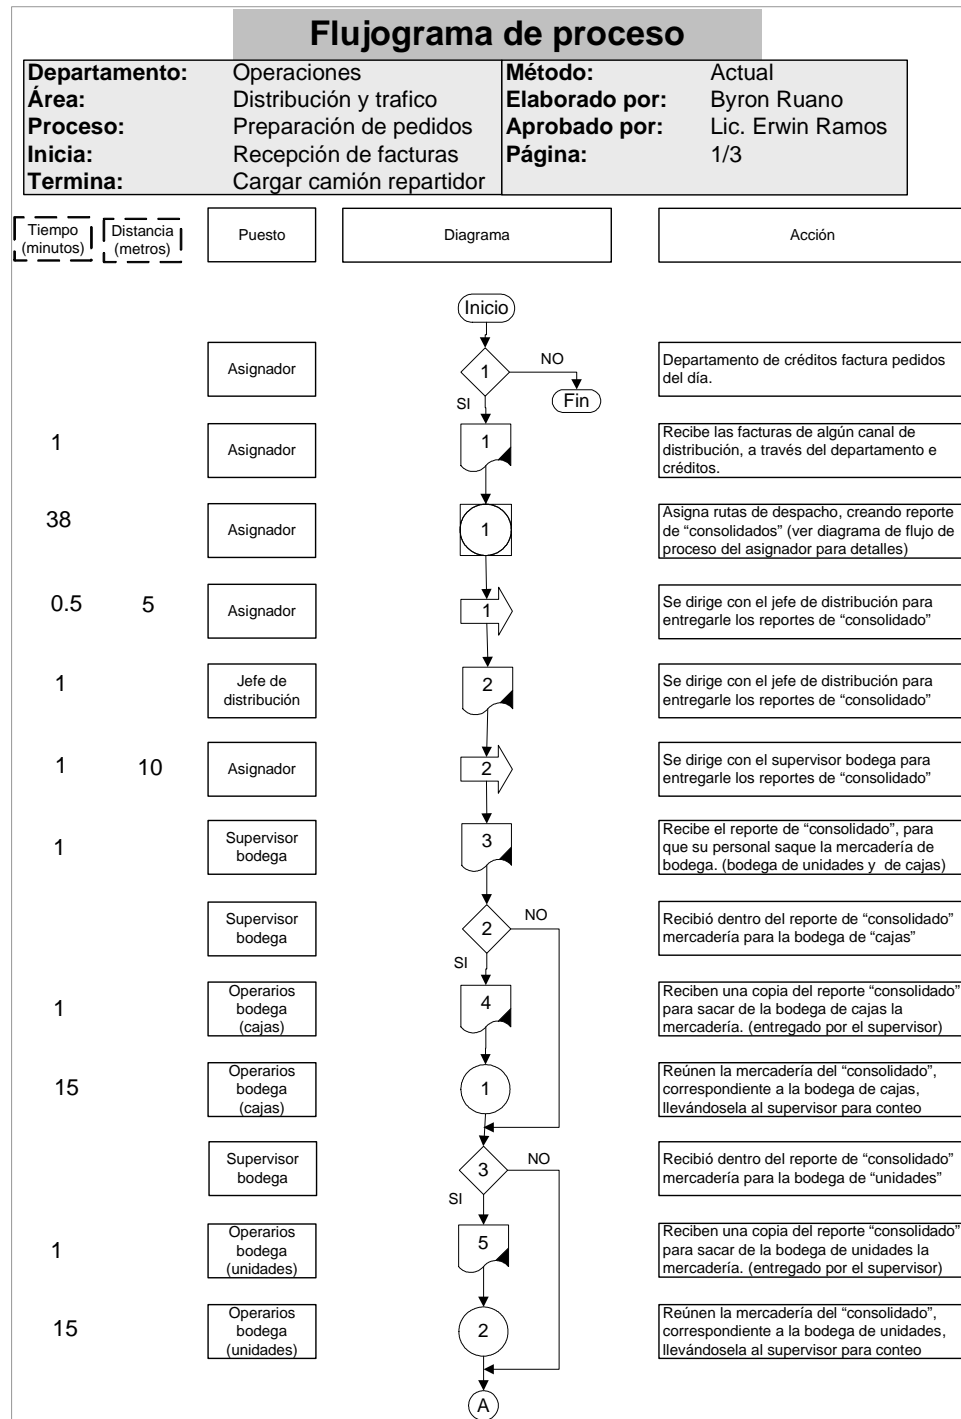 Flujograma de proceso
Departamento: Operaciones Método: Actual
Área: Distribución y trafico Elaborado por: Byron Ruano
Proceso: Preparación de pedidos Aprobado por: Lic. Erwin Ramos
Inicia: Recepción de facturas Página: 1/3
Termina: Cargar camión repartidor
Tiempo
(minutos)
Distancia
(metros)
Puesto
Diagrama
Acción
Inicio
Asignador
1
NO
SI
Fin
Departamento de créditos factura pedidos
del día.
1
Asignador
1
Recibe las facturas de algún canal de
distribución, a través del departamento e
créditos.
38
Asignador
1
Asigna rutas de despacho, creando reporte
de “consolidados” (ver diagrama de flujo de
proceso del asignador para detalles)
0.5
5
Asignador
1
Se dirige con el jefe de distribución para
entregarle los reportes de “consolidado”
1
Jefe de
distribución
2
Se dirige con el jefe de distribución para
entregarle los reportes de “consolidado”
1
10
Asignador
2
Se dirige con el supervisor bodega para
entregarle los reportes de “consolidado”
1
Supervisor
bodega
3
Recibe el reporte de “consolidado”, para
que su personal saque la mercadería de
bodega. (bodega de unidades y de cajas)
Supervisor
bodega
2
NO
SI
Recibió dentro del reporte de “consolidado”
mercadería para la bodega de “cajas”
1
Operarios
bodega
(cajas)
4
Reciben una copia del reporte “consolidado”
para sacar de la bodega de cajas la
mercadería. (entregado por el supervisor)
15
Operarios
bodega
(cajas)
1
Reúnen la mercadería del “consolidado”,
correspondiente a la bodega de cajas,
llevándosela al supervisor para conteo
Supervisor
bodega
3
NO
SI
Recibió dentro del reporte de “consolidado”
mercadería para la bodega de “unidades”
1
Operarios
bodega
(unidades)
5
Reciben una copia del reporte “consolidado”
para sacar de la bodega de unidades la
mercadería. (entregado por el supervisor)
15
Operarios
bodega
(unidades)
2
Reúnen la mercadería del “consolidado”,
correspondiente a la bodega de unidades,
llevándosela al supervisor para conteo
A